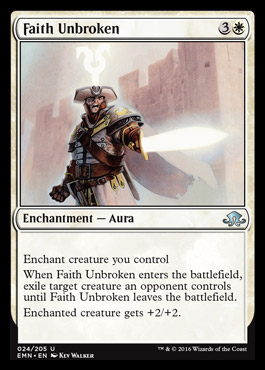 Faith Unbroken 3
Enchantment — Aura
Enchant creature you control
When Faith Unbroken enters the battlefield,
exile target creature an opponent controls
until Faith Unbroken leaves the battlefield.
Enchanted creature gets +2/+2.
024/205 U
EMN • EN Kev Walker
™ & © 2016 Wizards of the Coast